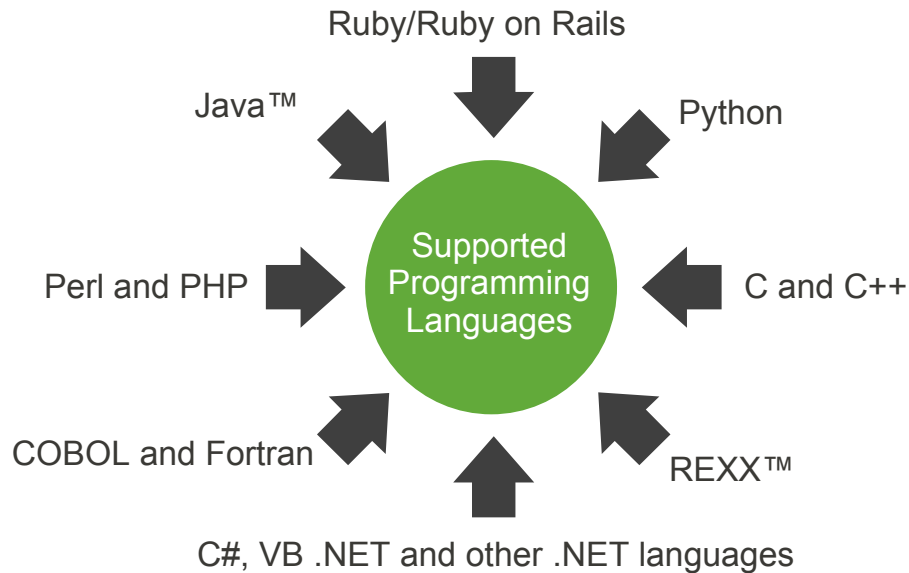 Ruby/Ruby on Rails
Java™
Python
Supported
Programming
Languages
Perl and PHP
C and C++
COBOL and Fortran
REXX™
C#, VB .NET and other .NET languages